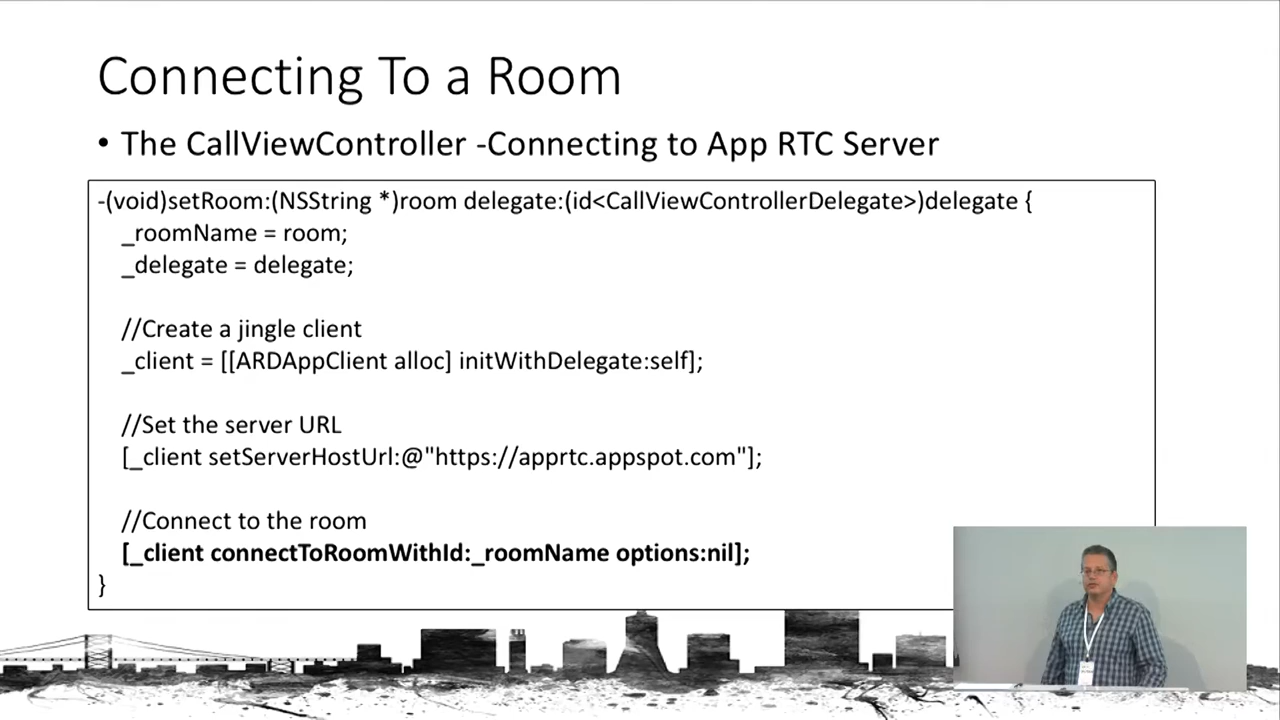 Connecting To a Room
• The CallViewController -Connecting to App RTC Server
-(void)setRoom:(NSString *)room delegate:(id<CallViewControllerDelegate>)delegate {
_roomName = room;
_delegate = delegate;
//Create a jingle client
_client = [[ARDAppClient alloc] initWithDelegate:self];
//Set the server URL
[_client setServerHostUrl:@"https://apprtc.appspot.com"];
//Connect to the room
[_client connectToRoomWithId:_roomName options:nil];
}